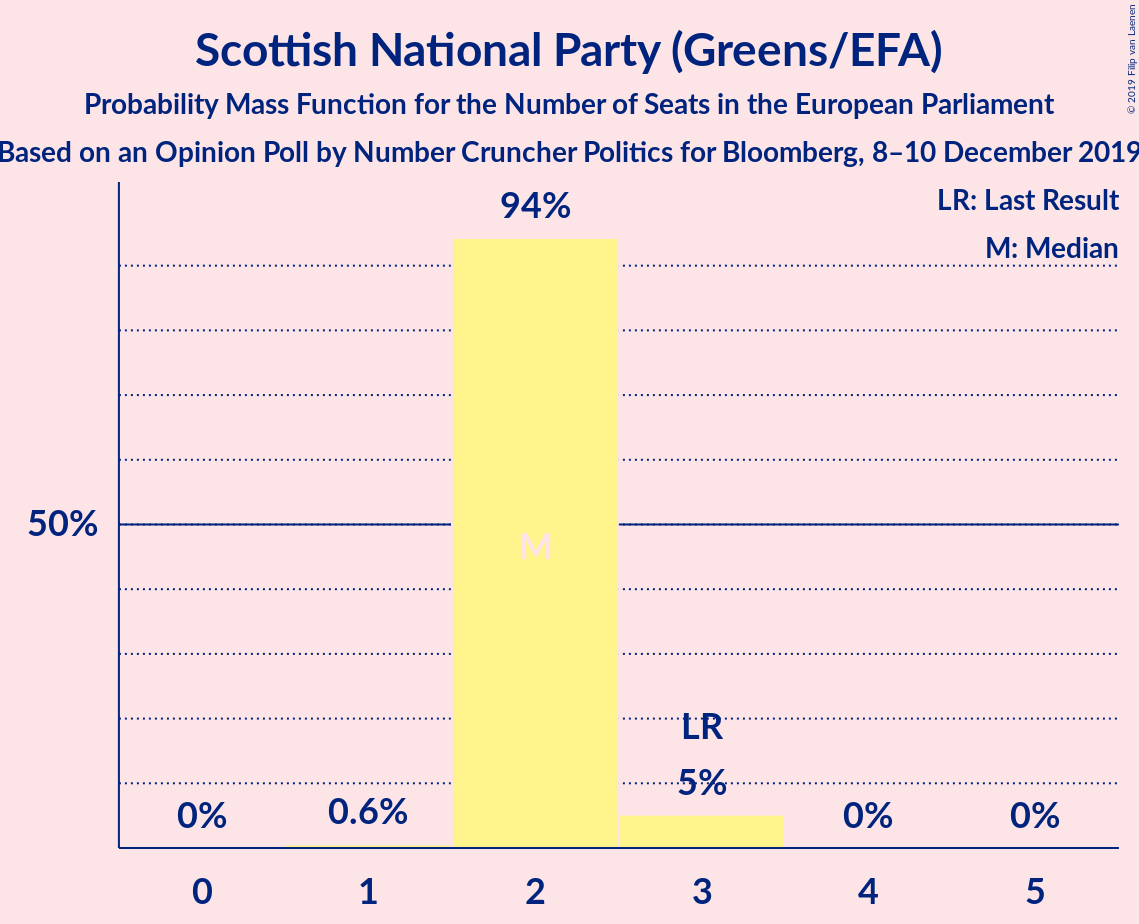 Scottish National Party (Greens/EFA)
Probability Mass Function for the Number of Seats in the European Parliament
Based on an Opinion Poll by Number Cruncher Politics for Bloomberg, 8–10 December 2019
© 2019 Filip van Laenen
LR: Last Result
M: Median
94%
50%
M
LR
5%
0%
0.6%
0%
0%
0
1
2
3
4
5